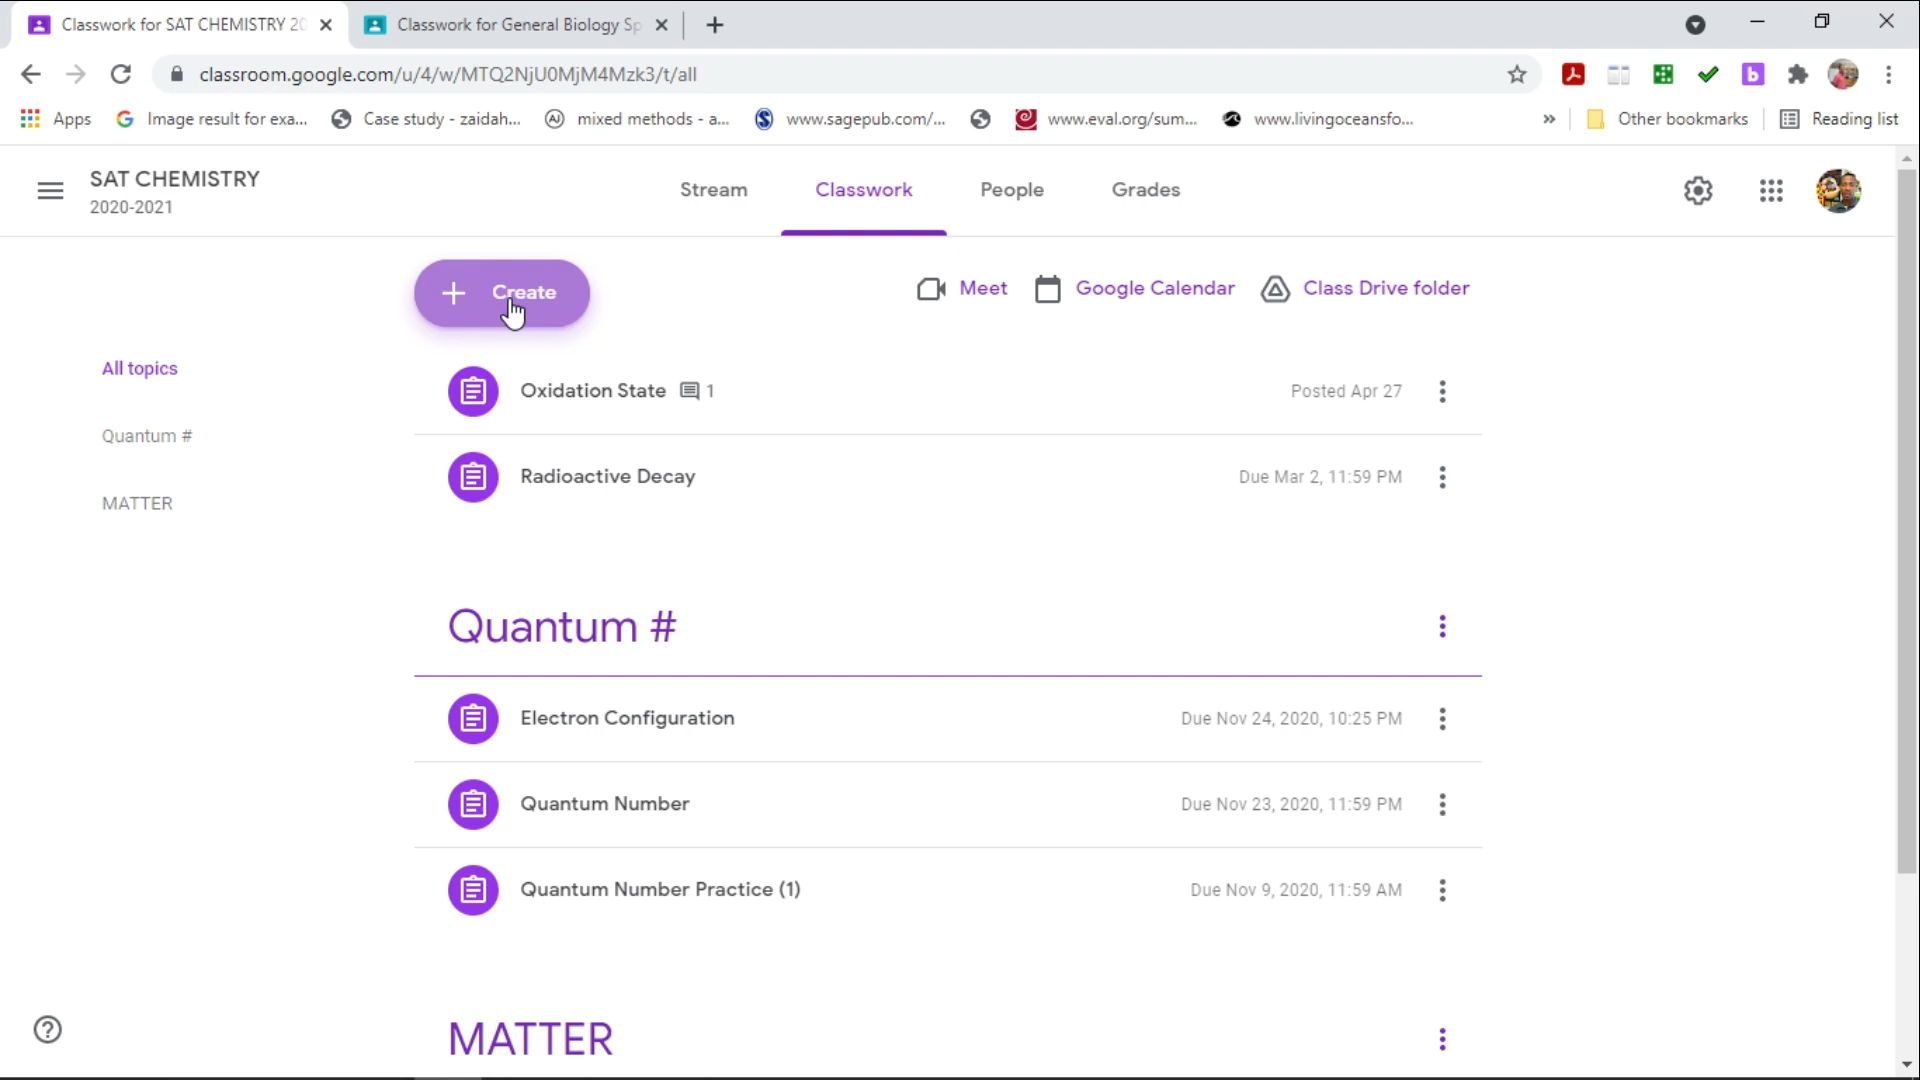 Classwork for SAT CHEMISTRY 20
Classwork for General Biology Sp
classroom.google.com/u/4/w/MTQ2NjU0MjM4Mzk3/t/all
Apps
Image result for exa...
Case study - zaidah...
mixed methods - a...
www.sagepub.com/...
www.eval.org/sum...
www.livingoceansfo...
»
Other bookmarks
Reading list
SAT CHEMISTRY
2020-2021
Stream
Classwork
People
Grades
Create
Meet
Google Calendar
Class Drive folder
All topics
Quantum #
MATTER
Oxidation State 1
Posted Apr 27
Radioactive Decay
Due Mar 2, 11:59 PM
Quantum #
Electron Configuration
Due Nov 24, 2020, 10:25 PM
Quantum Number
Due Nov 23, 2020, 11:59 PM
Quantum Number Practice (1)
Due Nov 9, 2020, 11:59 AM
MATTER